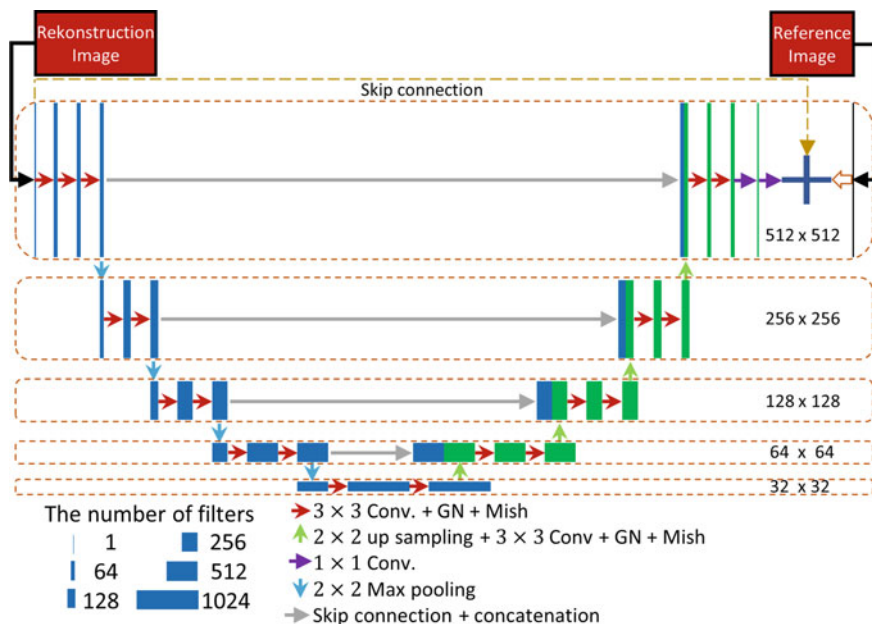 Rekonstruction
Image
Reference
Image
Skip connection
512 x 512
256 x 256
128 x 128
64 x 64
32 x 32
The number of filters
1
256
64
512
128
1024
3 × 3 Conv. + GN + Mish
2 × 2 up sampling + 3 × 3 Conv + GN + Mish
1 × 1 Conv.
2 × 2 Max pooling
Skip connection + concatenation